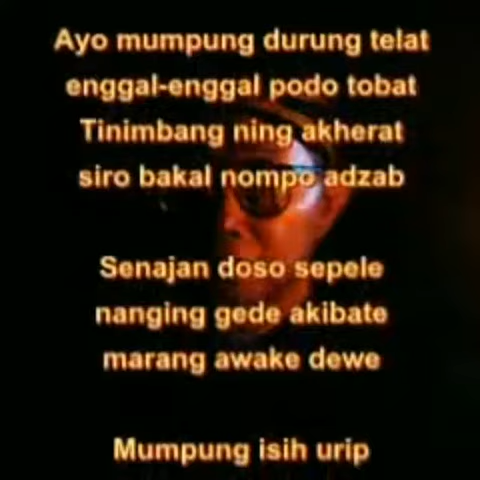 Ayo mumpung durung telat
enggal-enggal podo tobat
Tinimbang ning akherat
siro bakal nompo adzab
Senajan doso sepele
nanging gede akibate
marang awake dewe
Mumpung isih urip